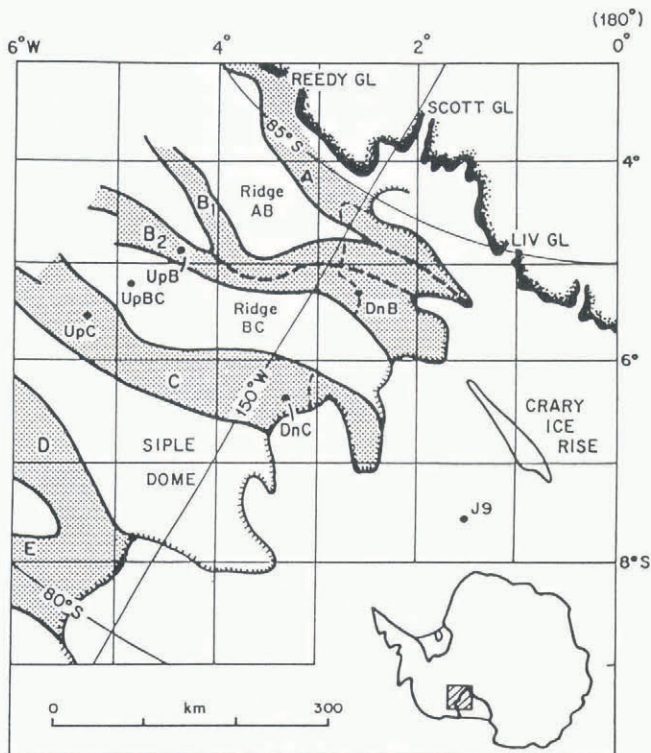 (180°)
6°W
4°
2°
0°
REEDY GL
SCOTT GL
85°S
4°
A
Ridge
AB
B1
LIV GL
B2
UpB
UpBC
DnB
Ridge
BC
UpC
6°
C
150°W
CRARY
ICE
RISE
DnC
D
SIPLE
DOME
J9
E
8°S
80°S
0 km 300